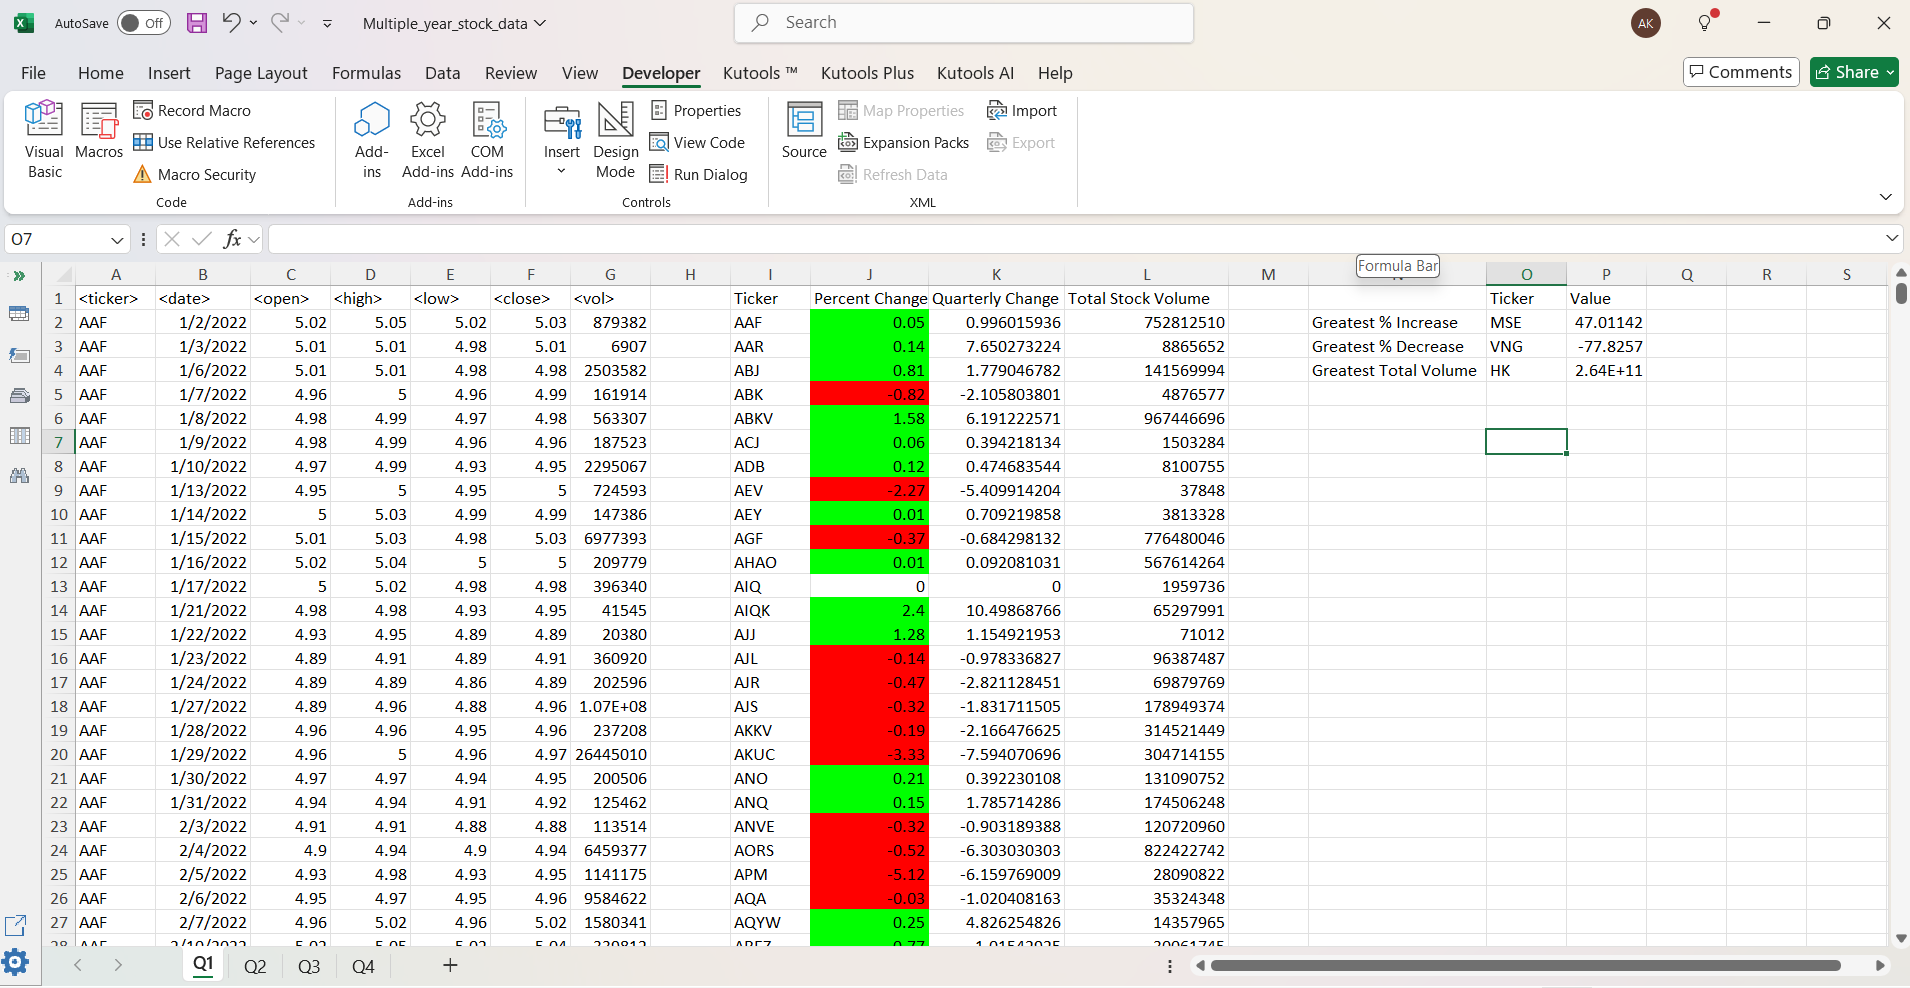 AutoSave Off Multiple_year_stock_data Search AK
File Home Insert Page Layout Formulas Data Review View Developer Kutools ™ Kutools Plus Kutools AI Help Comments Share
Visual Basic
Macros
Record Macro
Use Relative References
Macro Security
Code
Add-ins
Excel Add-ins
COM Add-ins
Add-ins
Insert
Design Mode
Properties
View Code
Run Dialog
Controls
Source
Map Properties
Expansion Packs
Refresh Data
Import
Export
XML
O7 fx
Formula Bar
A B C D E F G H I J K L M O P Q R S
1 <ticker> <date> <open> <high> <low> <close> <vol> Ticker Percent Change Quarterly Change Total Stock Volume Ticker Value
2 AAF 1/2/2022 5.02 5.05 5.02 5.03 879382 AAF 0.05 0.996015936 752812510 Greatest % Increase MSE 47.01142
3 AAF 1/3/2022 5.01 5.01 4.98 5.01 6907 AAR 0.14 7.650273224 8865652 Greatest % Decrease VNG -77.8257
4 AAF 1/6/2022 5.01 5.01 4.98 4.98 2503582 ABJ 0.81 1.779046782 141569994 Greatest Total Volume HK 2.64E+11
5 AAF 1/7/2022 4.96 5 4.96 4.99 161914 ABK -0.82 -2.105803801 4876577
6 AAF 1/8/2022 4.98 4.99 4.97 4.98 563307 ABKV 1.58 6.191222571 967446696
7 AAF 1/9/2022 4.98 4.99 4.96 4.96 187523 ACJ 0.06 0.394218134 1503284
8 AAF 1/10/2022 4.97 4.99 4.93 4.95 2295067 ADB 0.12 0.474683544 8100755
9 AAF 1/13/2022 4.95 5 4.95 5 724593 AEV -2.27 -5.409914204 37848
10 AAF 1/14/2022 5 5.03 4.99 4.99 147386 AEY 0.01 0.709219858 3813328
11 AAF 1/15/2022 5.01 5.03 4.98 5.03 6977393 AGF -0.37 -0.684298132 776480046
12 AAF 1/16/2022 5.02 5.04 5 5 209779 AHAO 0.01 0.092081031 567614264
13 AAF 1/17/2022 5 5.02 4.98 4.98 396340 AIQ 0 0 1959736
14 AAF 1/21/2022 4.98 4.98 4.93 4.95 41545 AIQK 2.4 10.49868766 65297991
15 AAF 1/22/2022 4.93 4.95 4.89 4.89 20380 AJJ 1.28 1.154921953 71012
16 AAF 1/23/2022 4.89 4.91 4.89 4.91 360920 AJL -0.14 -0.978336827 96387487
17 AAF 1/24/2022 4.89 4.89 4.86 4.89 202596 AJR -0.47 -2.821128451 69879769
18 AAF 1/27/2022 4.89 4.96 4.88 4.96 1.07E+08 AJS -0.32 -1.831711505 178949374
19 AAF 1/28/2022 4.96 4.96 4.95 4.96 237208 AKKV -0.19 -2.166476625 314521449
20 AAF 1/29/2022 4.96 5 4.96 4.97 26445010 AKUC -3.33 -7.594070696 304714155
21 AAF 1/30/2022 4.97 4.97 4.94 4.95 200506 ANO 0.21 0.392230108 131090752
22 AAF 1/31/2022 4.94 4.94 4.91 4.92 125462 ANQ 0.15 1.785714286 174506248
23 AAF 2/3/2022 4.91 4.91 4.88 4.88 113514 ANVE -0.32 -0.903189388 120720960
24 AAF 2/4/2022 4.9 4.94 4.9 4.94 6459377 AORS -0.52 -6.303030303 822422742
25 AAF 2/5/2022 4.93 4.98 4.93 4.95 1141175 APM -5.12 -6.159769009 28090822
26 AAF 2/6/2022 4.95 4.97 4.95 4.96 9584622 AQA -0.03 -1.020408163 35324348
27 AAF 2/7/2022 4.96 5.02 4.96 5.02 1580341 AQYW 0.25 4.826254826 14357965
Q1 Q2 Q3 Q4